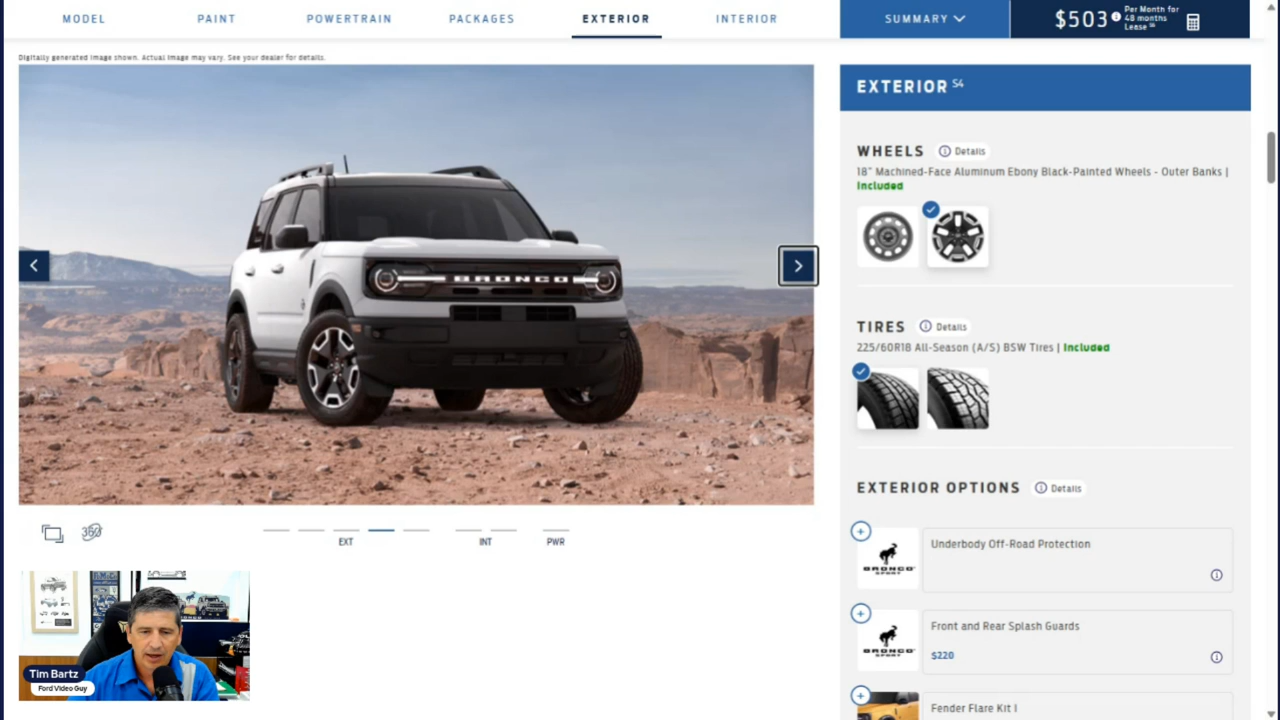 MODEL
PAINT
POWERTRAIN
PACKAGES
EXTERIOR
INTERIOR
SUMMARY
$503
Per Month for
48 months
Lease
Digitally generated image shown. Actual image may vary. See your dealer for details.
EXTERIOR S4
WHEELS Details
18" Machined-Face Aluminum Ebony Black-Painted Wheels - Outer Banks |
Included
BRONCO
TIRES Details
225/60R18 All-Season (A/S) BSW Tires | Included
EXTERIOR OPTIONS Details
360
EXT
INT
PWR
Underbody Off-Road Protection
BRONCO
SPORT
Front and Rear Splash Guards
$220
BRONCO
SPORT
Fender Flare Kit I
Tim Bartz
Ford Video Guy